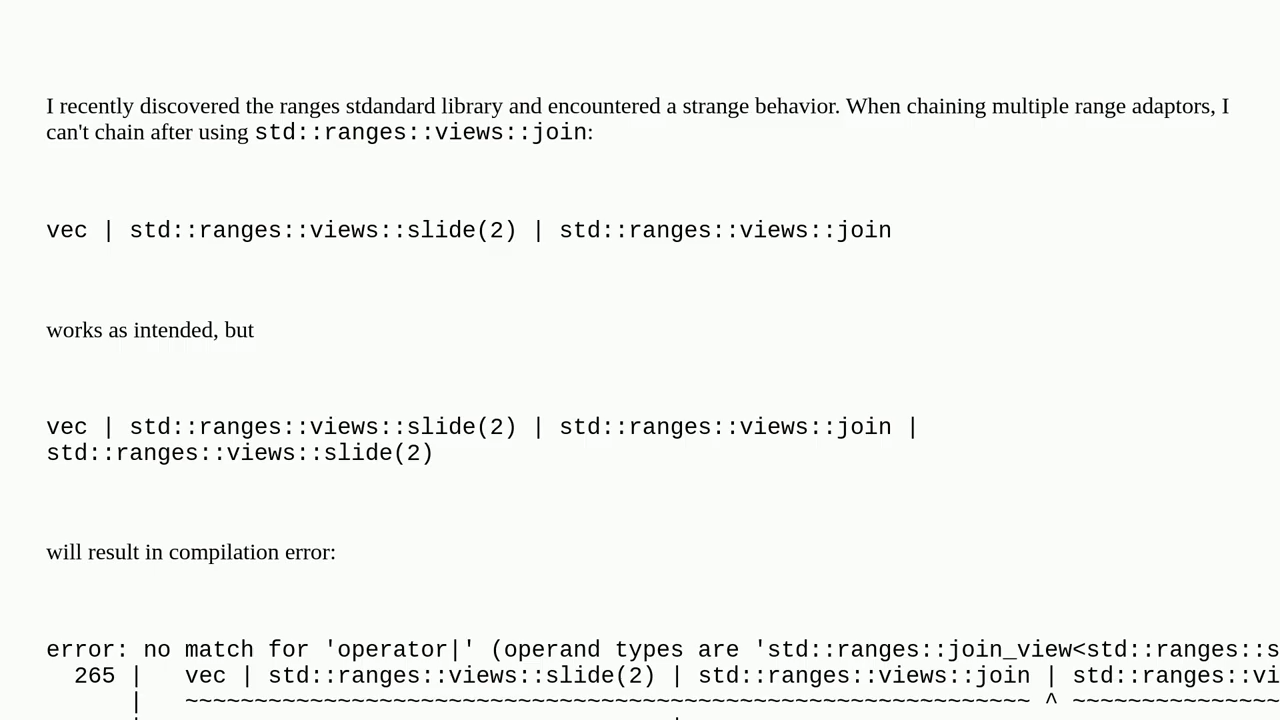 I recently discovered the ranges stdandard library and encountered a strange behavior. When chaining multiple range adaptors, I
can't chain after using std::ranges::views::join:
vec | std::ranges::views::slide(2) | std::ranges::views::join
works as intended, but
vec | std::ranges::views::slide(2) | std::ranges::views::join |
std::ranges::views::slide(2)
will result in compilation error:
error: no match for 'operator|' (operand types are 'std::ranges::join_view<std::ranges::s
  265 |   vec | std::ranges::views::slide(2) | std::ranges::views::join | std::ranges::vi
      |   ~~~~~~~~~~~~~~~~~~~~~~~~~~~~~~~~~~~~~~~~~~~~~~~~~~~~~~~~~~~~~ ^ ~~~~~~~~~~~~~~~